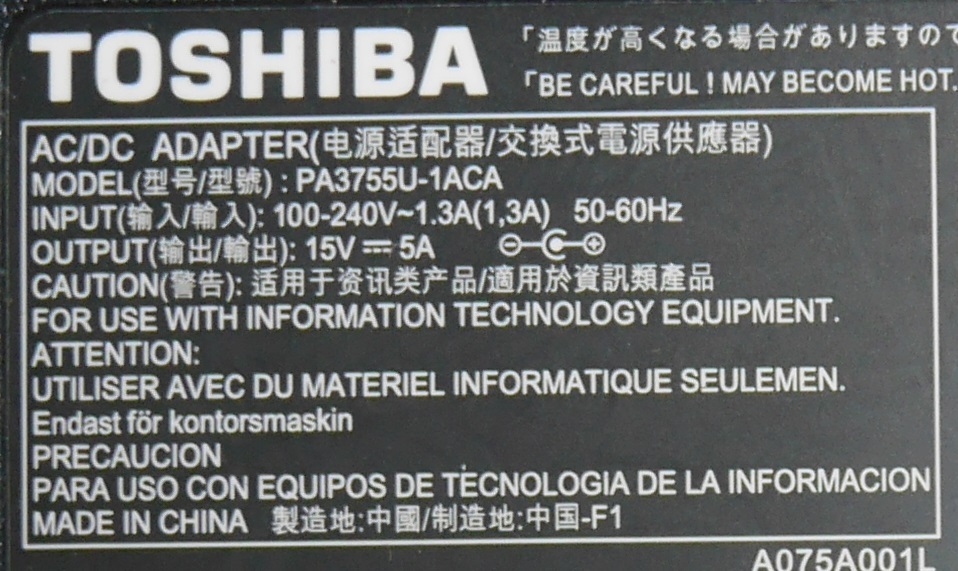 TOSHIBA
「温度が高くなる場合がありますので
「BE CAREFUL ! MAY BECOME HOT.
AC/DC ADAPTER(电源适配器/交換式電源供應器)
MODEL(型号/型號) : PA3755U-1ACA
INPUT(输入/輸入): 100-240V~1.3A(1,3A) 50-60Hz
OUTPUT(输出/輸出): 15V ⎓ 5A
CAUTION(警告): 适用于资讯类产品/適用於資訊類產品
FOR USE WITH INFORMATION TECHNOLOGY EQUIPMENT.
ATTENTION:
UTILISER AVEC DU MATERIEL INFORMATIQUE SEULEMEN.
Endast för kontorsmaskin
PRECAUCION
PARA USO CON EQUIPOS DE TECNOLOGIA DE LA INFORMACION
MADE IN CHINA 製造地:中國/制造地:中国-F1
A075A001L